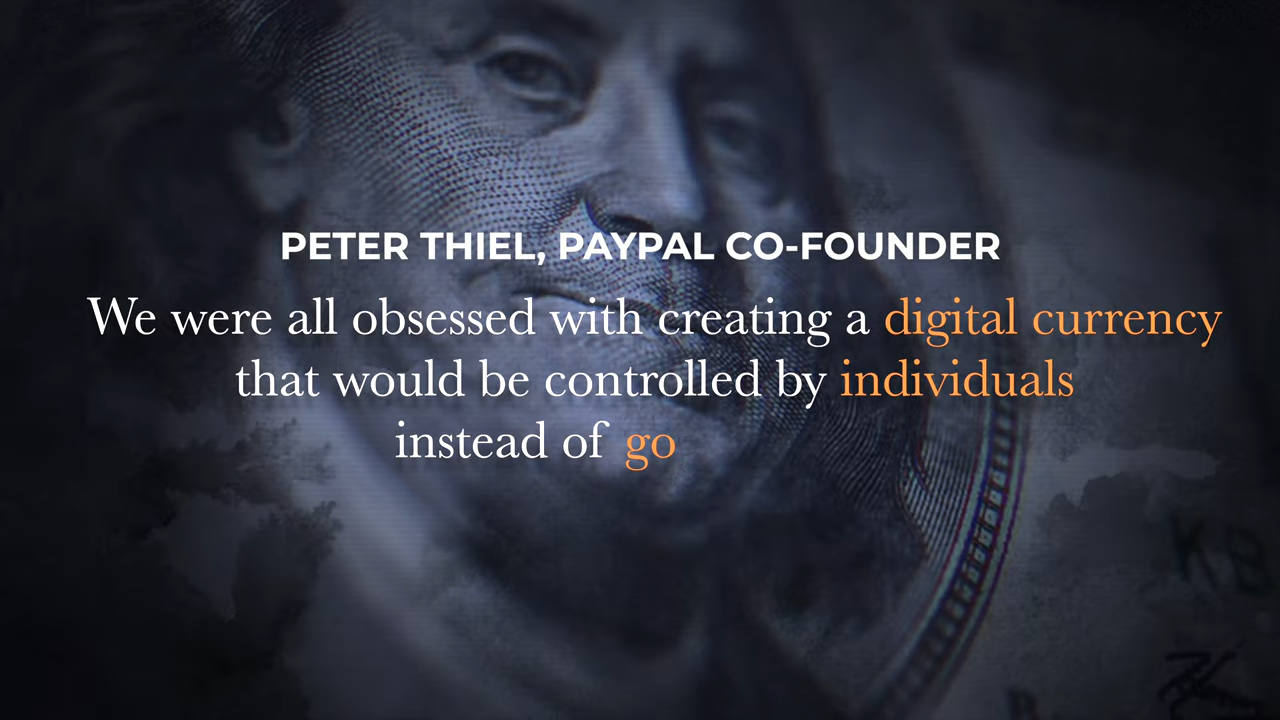 PETER THIEL, PAYPAL CO-FOUNDER
We were all obsessed with creating a digital currency
that would be controlled by individuals
instead of go
KB